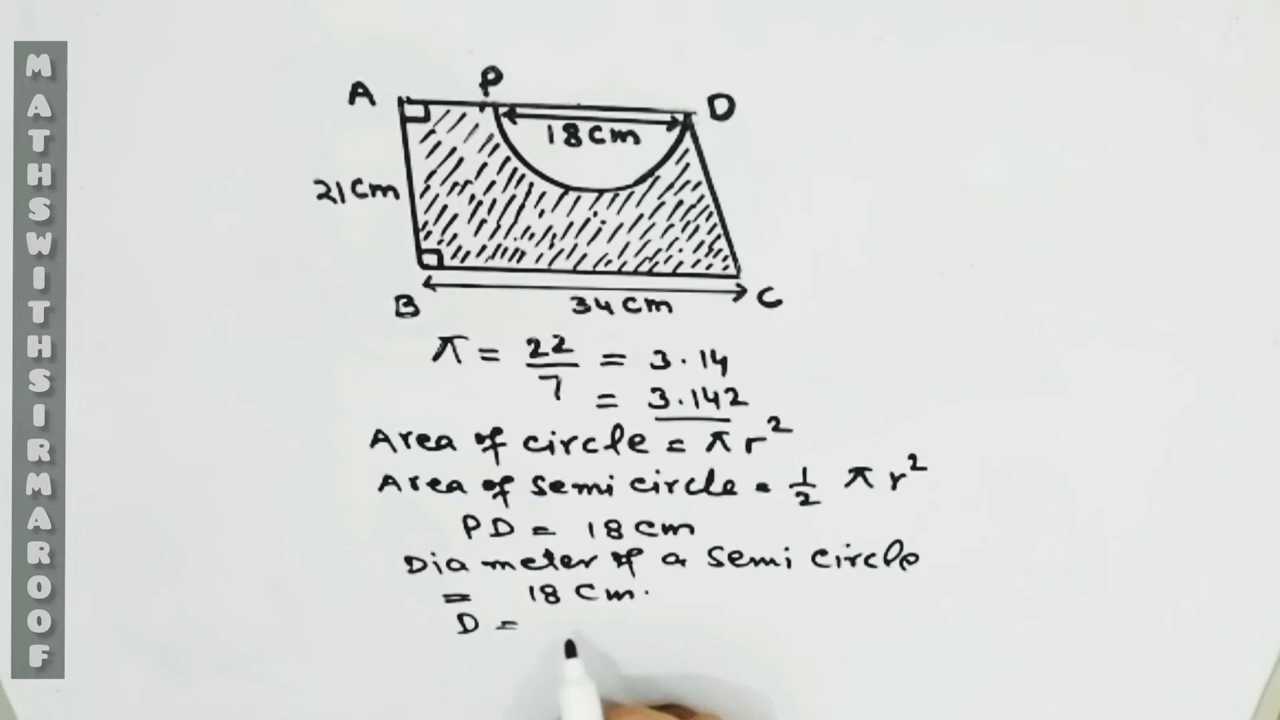 MATHSWITHSIRMAROOF
A
P
D
18cm
21cm
B
34cm
C
π = 22/7 = 3.14
= 3.142
Area of circle = πr²
Area of semi circle = 1/2 πr²
PD = 18cm
Diameter of a semi circle
= 18 cm.
D =